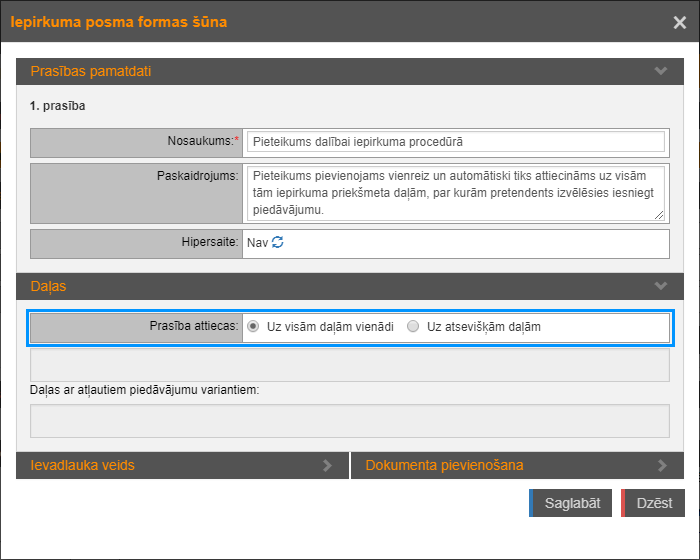 Iepirkuma posma formas šūna
Prasības pamatdati
1. prasība
Nosaukums:* Pieteikums dalībai iepirkuma procedūrā
Paskaidrojums: Pieteikums pievienojams vienreiz un automātiski tiks attiecināms uz visām
tām iepirkuma priekšmeta daļām, par kurām pretendents izvēlēsies iesniegt
piedāvājumu.
Hipersaite: Nav
Daļas
Prasība attiecas: Uz visām daļām vienādi Uz atsevišķām daļām
Daļas ar atļautiem piedāvājumu variantiem:
Ievadlauka veids Dokumenta pievienošana
Saglabāt Dzēst